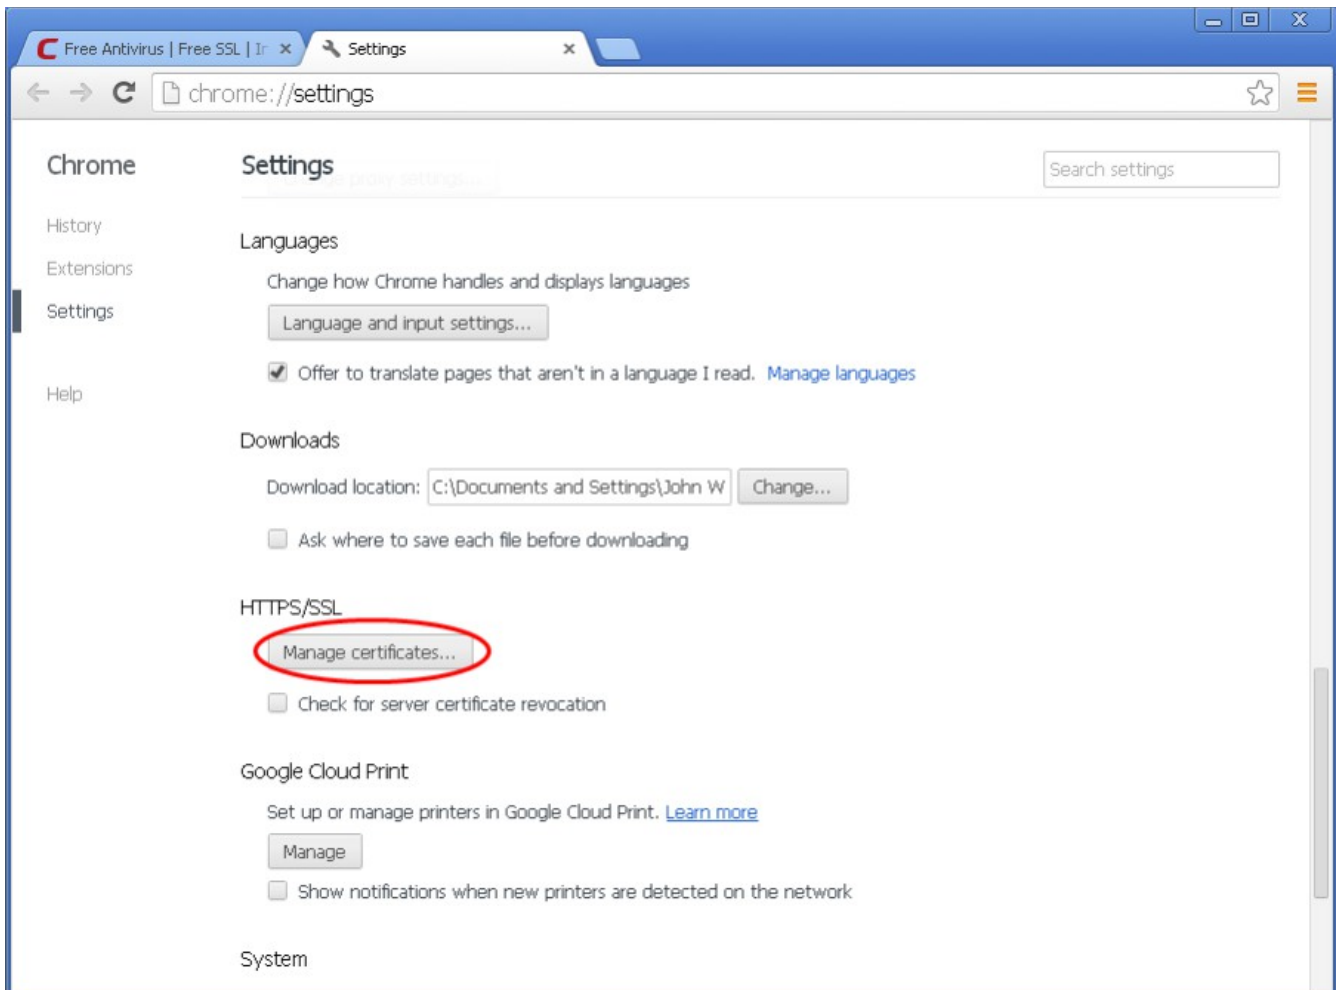 Free Antivirus | Free SSL | Ir
Settings
chrome://settings
Chrome
Settings
Search settings
Change proxy settings...
History
Extensions
Settings
Help
Languages
Change how Chrome handles and displays languages
Language and input settings...
Offer to translate pages that aren't in a language I read. Manage languages
Downloads
Download location: C:\Documents and Settings\John W Change...
Ask where to save each file before downloading
HTTPS/SSL
Manage certificates...
Check for server certificate revocation
Google Cloud Print
Set up or manage printers in Google Cloud Print. Learn more
Manage
Show notifications when new printers are detected on the network
System